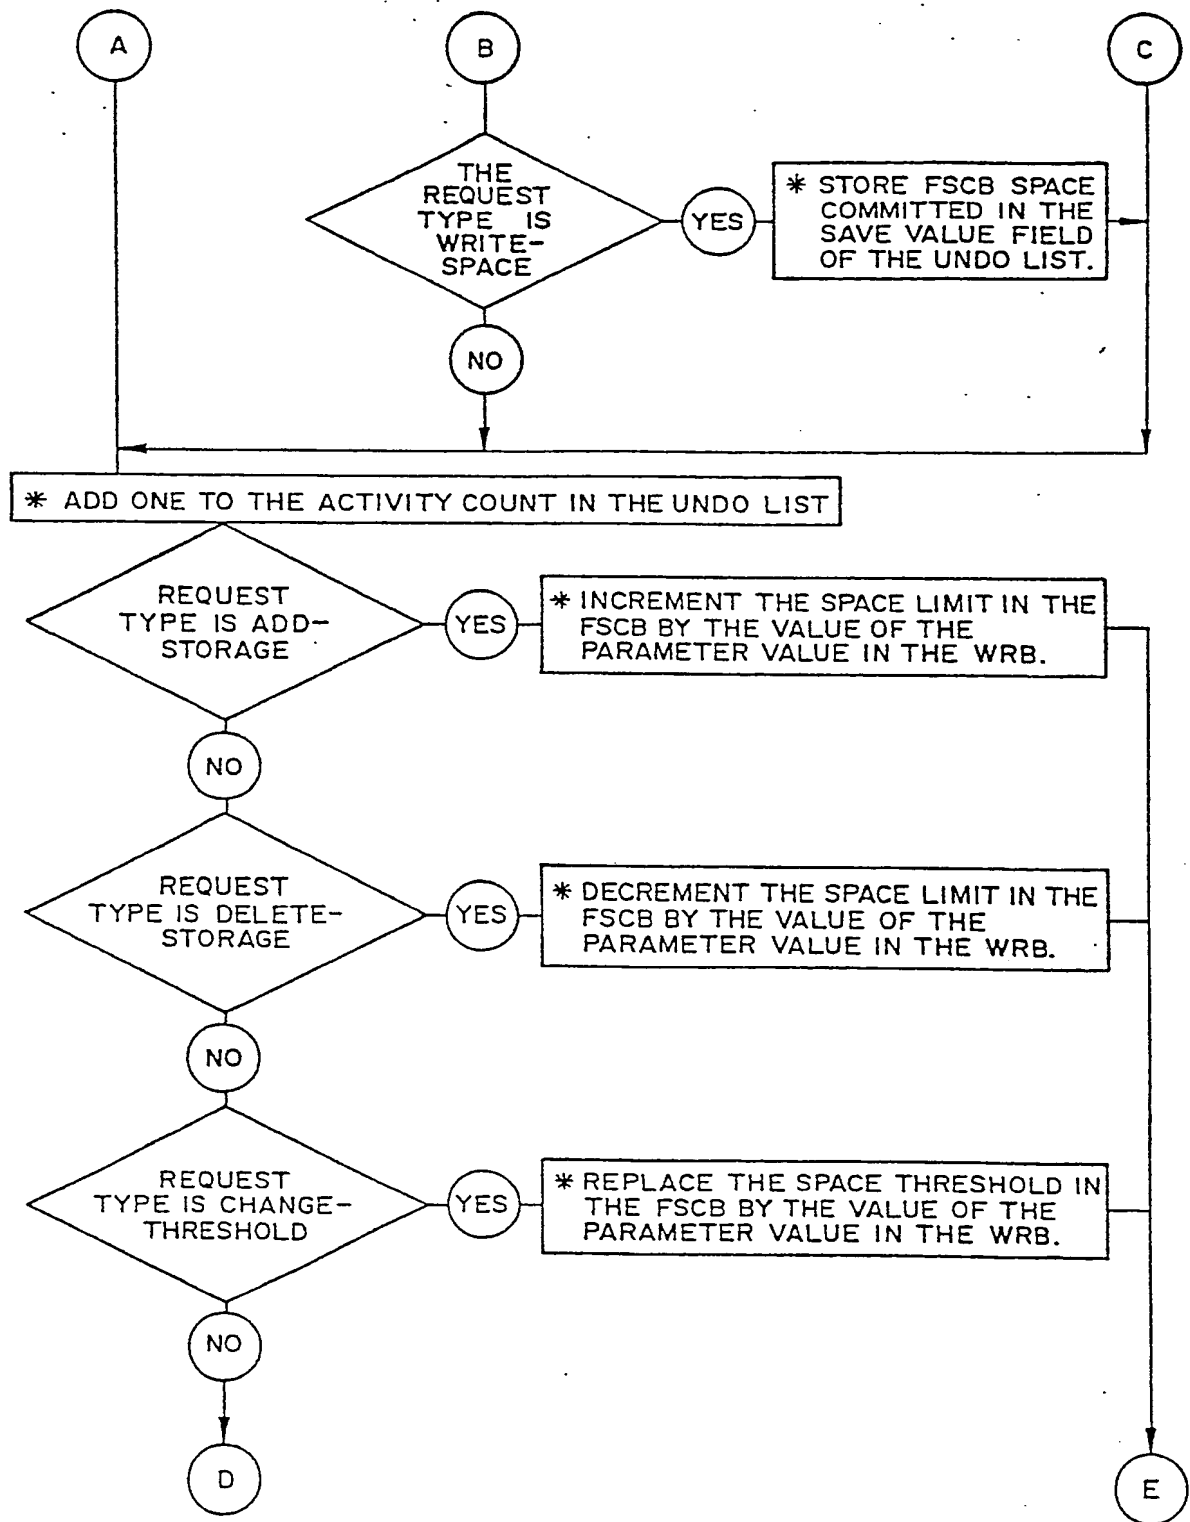 A
B
C
THE
REQUEST
TYPE IS
WRITE-
SPACE
YES
* STORE FSCB SPACE
COMMITTED IN THE
SAVE VALUE FIELD
OF THE UNDO LIST.
NO
* ADD ONE TO THE ACTIVITY COUNT IN THE UNDO LIST
REQUEST
TYPE IS ADD-
STORAGE
YES
* INCREMENT THE SPACE LIMIT IN THE
FSCB BY THE VALUE OF THE
PARAMETER VALUE IN THE WRB.
NO
REQUEST
TYPE IS DELETE-
STORAGE
YES
* DECREMENT THE SPACE LIMIT IN THE
FSCB BY THE VALUE OF THE
PARAMETER VALUE IN THE WRB.
NO
REQUEST
TYPE IS CHANGE-
THRESHOLD
YES
* REPLACE THE SPACE THRESHOLD IN
THE FSCB BY THE VALUE OF THE
PARAMETER VALUE IN THE WRB.
NO
D
E